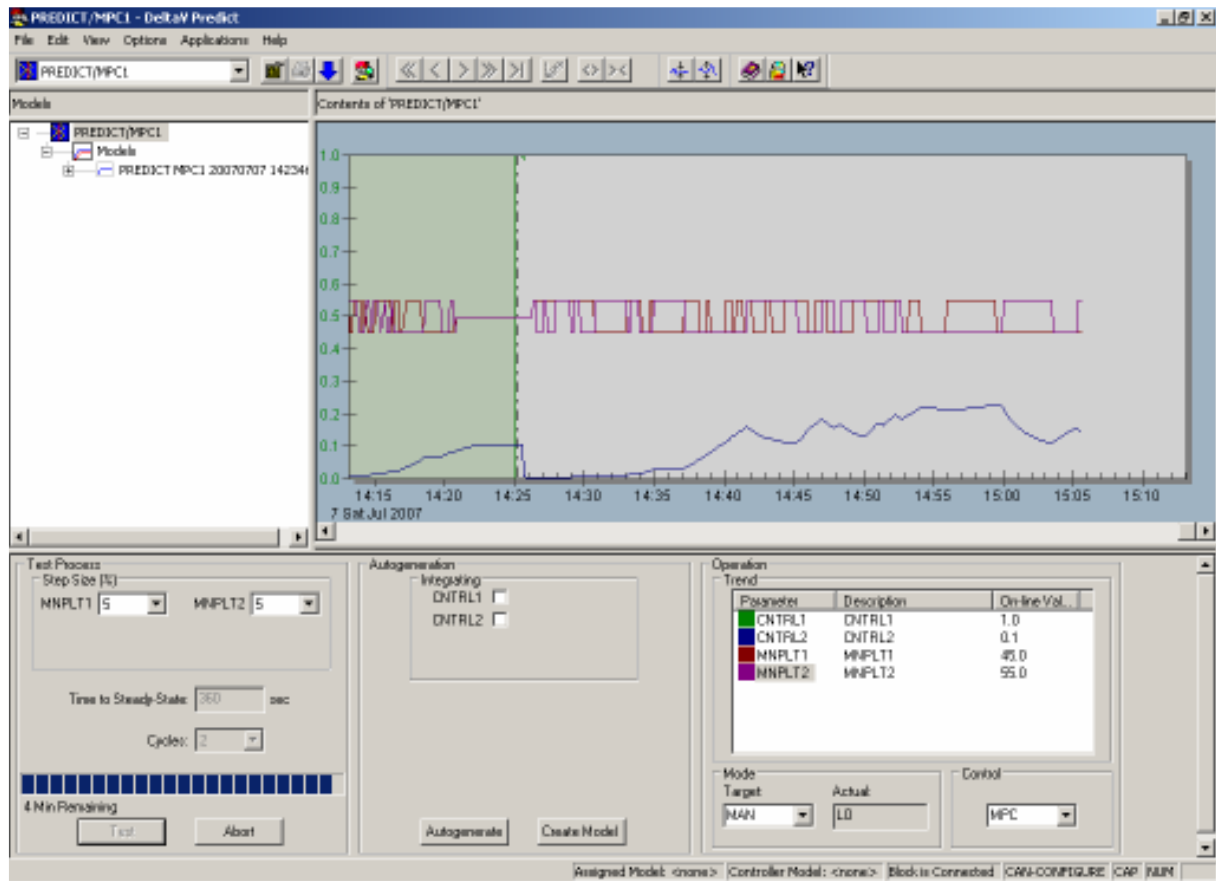 PREDICT/MPC1 - DeltaV Predict
File Edit View Options Applications Help
PREDICT/MPC1
Models
Contents of 'PREDICT/MPC1'
PREDICT/MPC1
Models
PREDICT MPC1 20070707 14234
1.0
0.9
0.8
0.7
0.6
0.5
0.4
0.3
0.2
0.1
0.0
14:15 14:20 14:25 14:30 14:35 14:40 14:45 14:50 14:55 15:00 15:05 15:10
7 Sat Jul 2007
Test Process
Step Size (%)
MNPLT1 5 MNPLT2 5
Time to Steady-State: 360 sec
Cycles: 2
4 Min Remaining
Test Abort
Autogeneration
Integrating
CNTRL1
CNTRL2
Autogenerate Create Model
Operation
Trend
Parameter Description On-line Val...
CNTRL1 CNTRL1 1.0
CNTRL2 CNTRL2 0.1
MNPLT1 MNPLT1 45.0
MNPLT2 MNPLT2 55.0
Mode
Target: Actual:
MAN LO
Control
MPC
Assigned Model: <none> Controller Model: <none> Block is Connected CAN-CONFIGURE CAP NUM